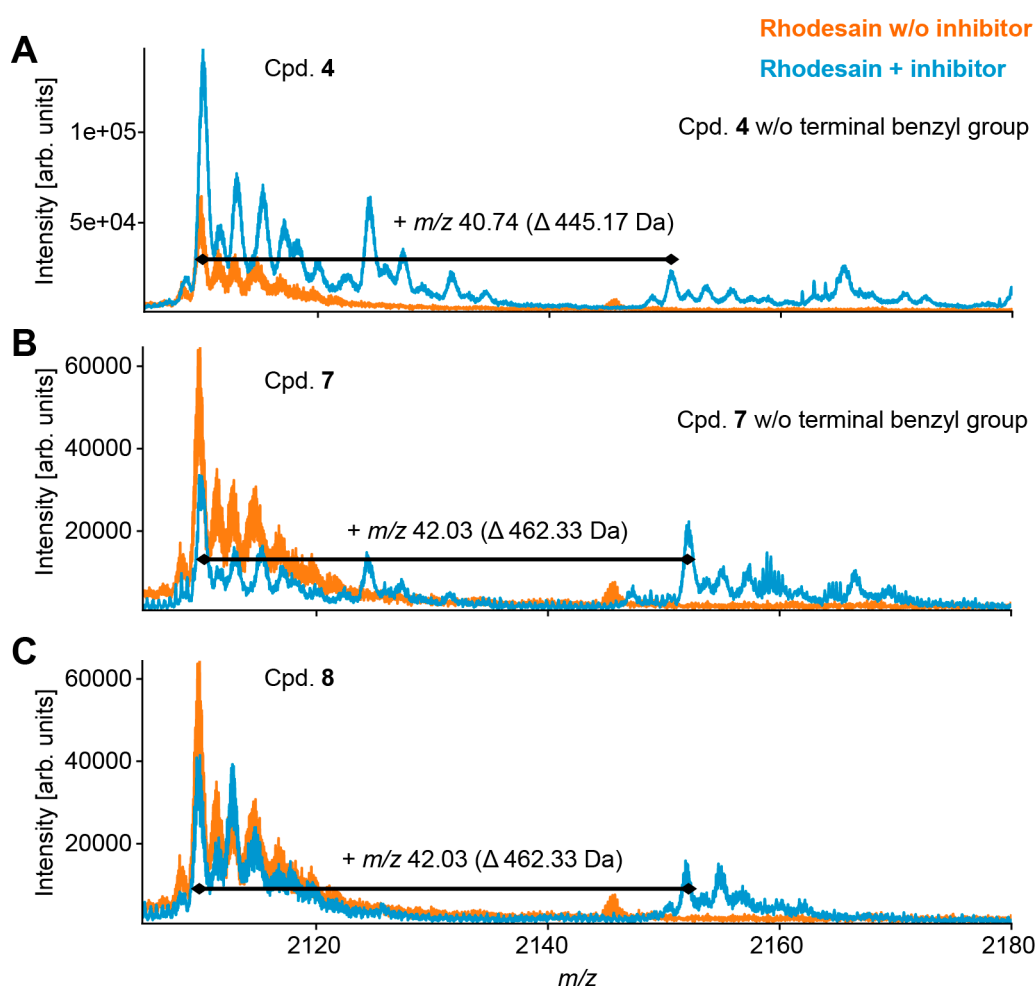 Rhodesain w/o inhibitor
Rhodesain + inhibitor
A
Cpd. 4
Cpd. 4 w/o terminal benzyl group
Intensity [arb. units]
1e+05
5e+04
+ m/z 40.74 (Δ 445.17 Da)
B
Cpd. 7
Cpd. 7 w/o terminal benzyl group
Intensity [arb. units]
60000
40000
20000
+ m/z 42.03 (Δ 462.33 Da)
C
Cpd. 8
Intensity [arb. units]
60000
40000
20000
+ m/z 42.03 (Δ 462.33 Da)
2120 2140 2160 2180
m/z